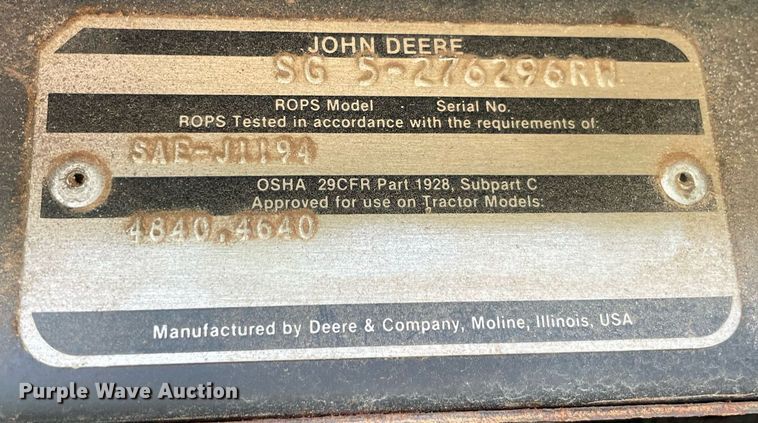 JOHN DEERE
SG 5-276296RW
ROPS Model - Serial No.
ROPS Tested in accordance with the requirements of:
SAE-J1194
OSHA 29CFR Part 1928, Subpart C
Approved for use on Tractor Models:
4840,4640
Manufactured by Deere & Company, Moline, Illinois, USA
Purple Wave Auction